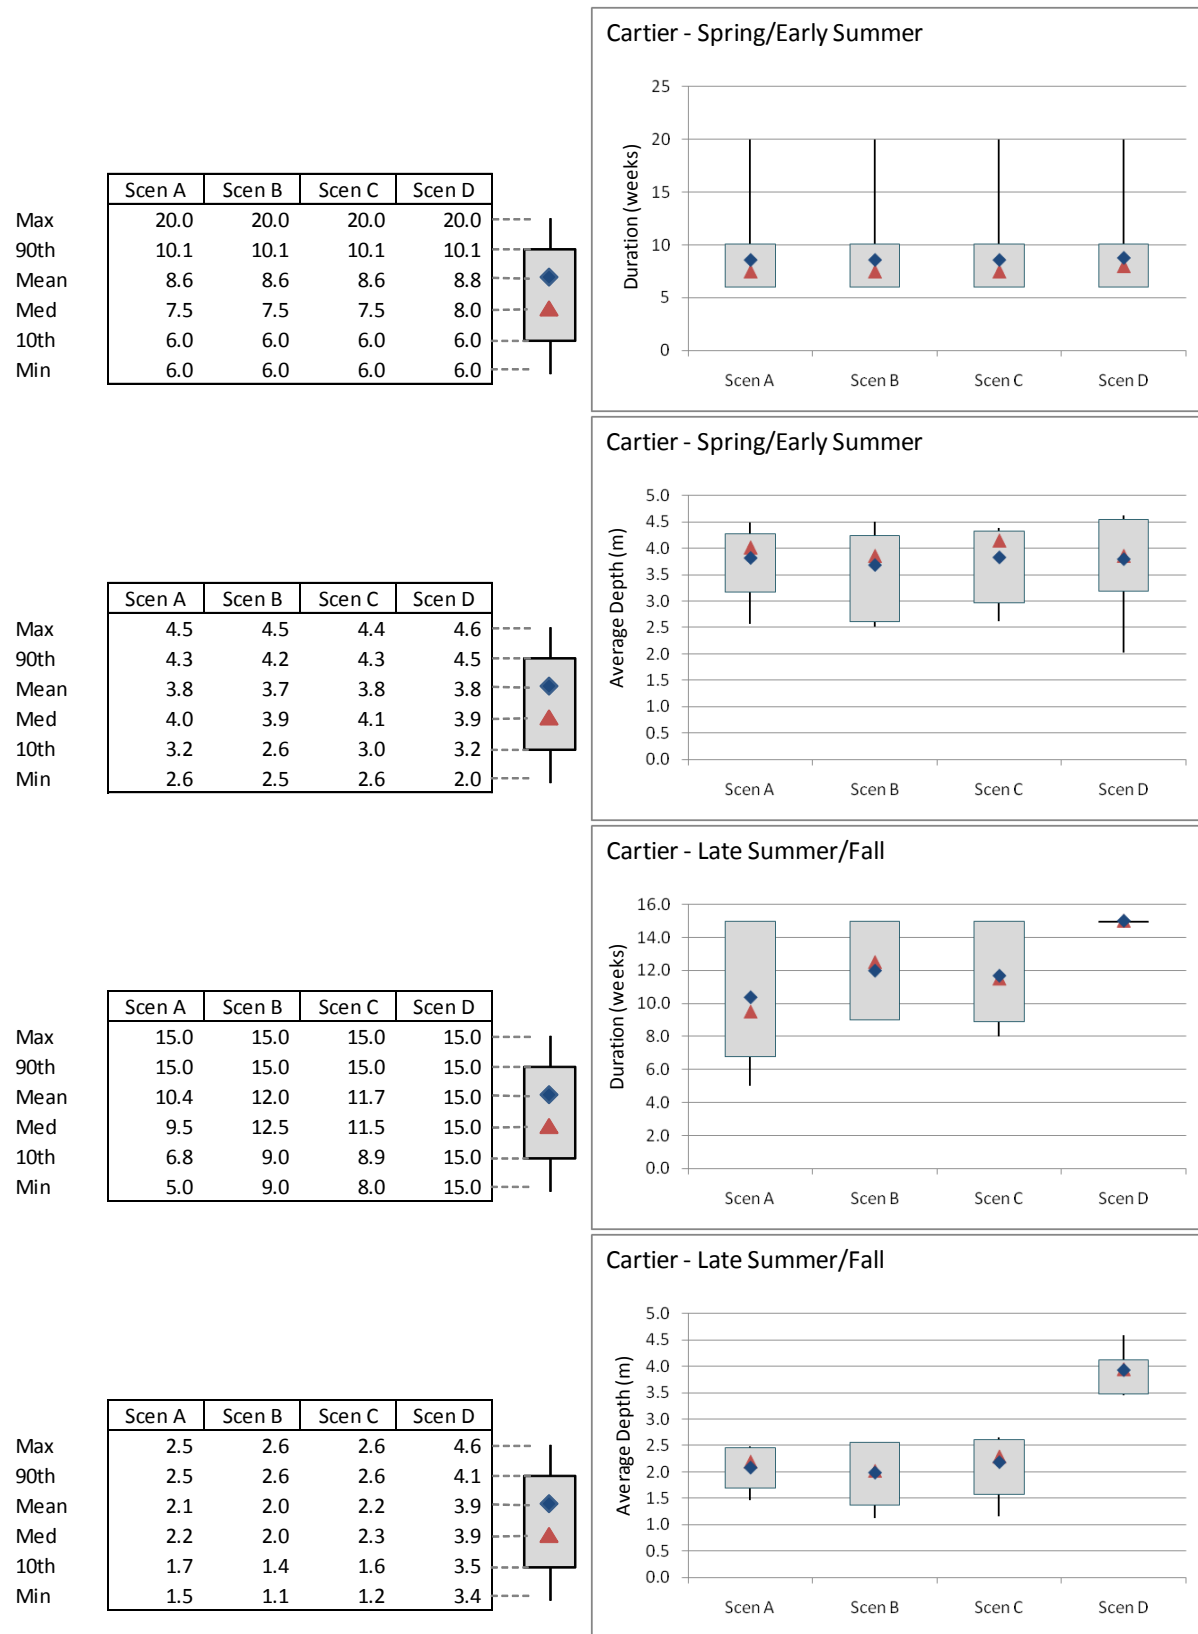 Cartier - Spring/Early Summer
25
20
15
10
5
0
Duration (weeks)
Scen A Scen B Scen C Scen D
Scen A Scen B Scen C Scen D
Max 20.0 20.0 20.0 20.0
90th 10.1 10.1 10.1 10.1
Mean 8.6 8.6 8.6 8.8
Med 7.5 7.5 7.5 8.0
10th 6.0 6.0 6.0 6.0
Min 6.0 6.0 6.0 6.0
Cartier - Spring/Early Summer
5.0
4.5
4.0
3.5
3.0
2.5
2.0
1.5
1.0
0.5
0.0
Average Depth (m)
Scen A Scen B Scen C Scen D
Scen A Scen B Scen C Scen D
Max 4.5 4.5 4.4 4.6
90th 4.3 4.2 4.3 4.5
Mean 3.8 3.7 3.8 3.8
Med 4.0 3.9 4.1 3.9
10th 3.2 2.6 3.0 3.2
Min 2.6 2.5 2.6 2.0
Cartier - Late Summer/Fall
16.0
14.0
12.0
10.0
8.0
6.0
4.0
2.0
0.0
Duration (weeks)
Scen A Scen B Scen C Scen D
Scen A Scen B Scen C Scen D
Max 15.0 15.0 15.0 15.0
90th 15.0 15.0 15.0 15.0
Mean 10.4 12.0 11.7 15.0
Med 9.5 12.5 11.5 15.0
10th 6.8 9.0 8.9 15.0
Min 5.0 9.0 8.0 15.0
Cartier - Late Summer/Fall
5.0
4.5
4.0
3.5
3.0
2.5
2.0
1.5
1.0
0.5
0.0
Average Depth (m)
Scen A Scen B Scen C Scen D
Scen A Scen B Scen C Scen D
Max 2.5 2.6 2.6 4.6
90th 2.5 2.6 2.6 4.1
Mean 2.1 2.0 2.2 3.9
Med 2.2 2.0 2.3 3.9
10th 1.7 1.4 1.6 3.5
Min 1.5 1.1 1.2 3.4